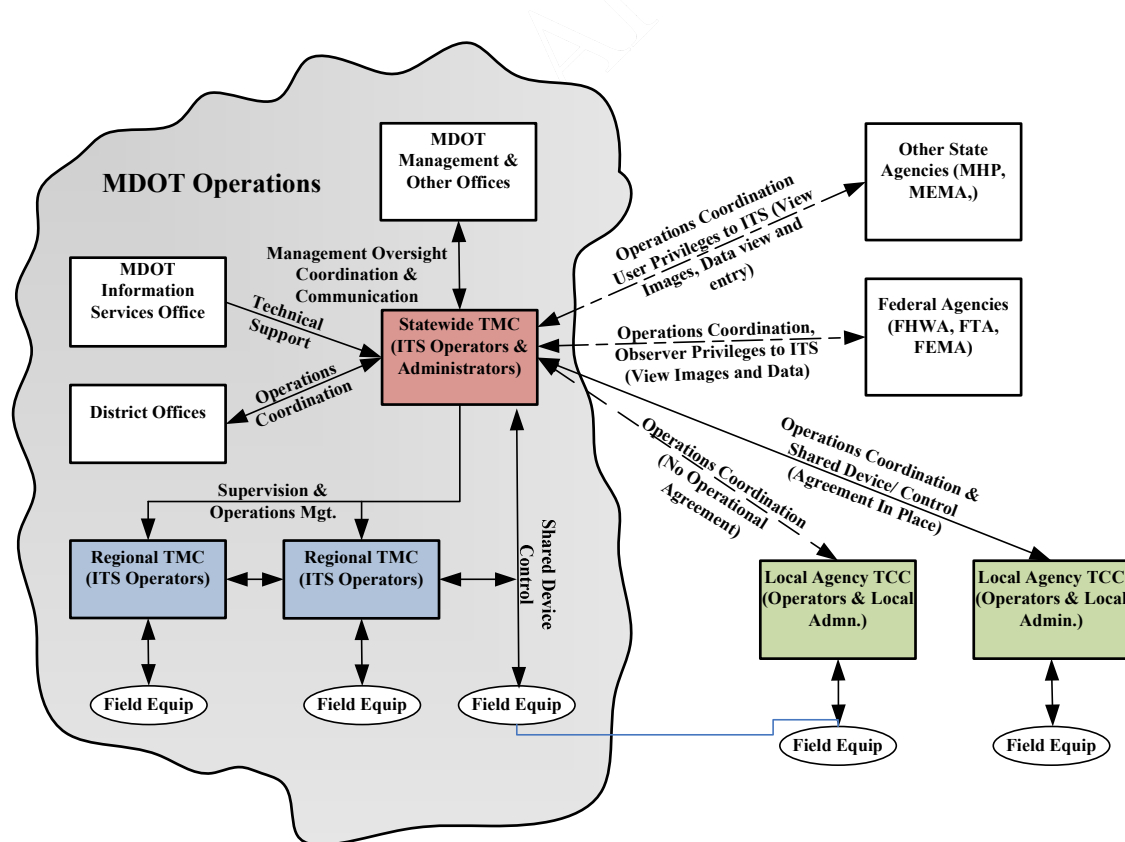 MDOT Operations
MDOT
Management &
Other Offices
Management Oversight
Coordination &
Communication
MDOT
Information
Services Office
Technical
Support
Statewide TMC
(ITS Operators &
Administrators)
District Offices
Operations
Coordination
Supervision &
Operations Mgt.
Regional TMC
(ITS Operators)
Regional TMC
(ITS Operators)
Shared Device
Control
Field Equip
Field Equip
Field Equip
Operations Coordination
User Privileges to ITS (View
Images, Data view and
entry)
Other State
Agencies (MHP,
MEMA,)
Operations Coordination,
Observer Privileges to ITS
(View Images and Data)
Federal Agencies
(FHWA, FTA,
FEMA)
Operations Coordination
(No Operational
Agreement)
Operations Coordination &
Shared Device/ Control
(Agreement In Place)
Local Agency TCC
(Operators & Local
Admn.)
Local Agency TCC
(Operators & Local
Admin.)
Field Equip
Field Equip